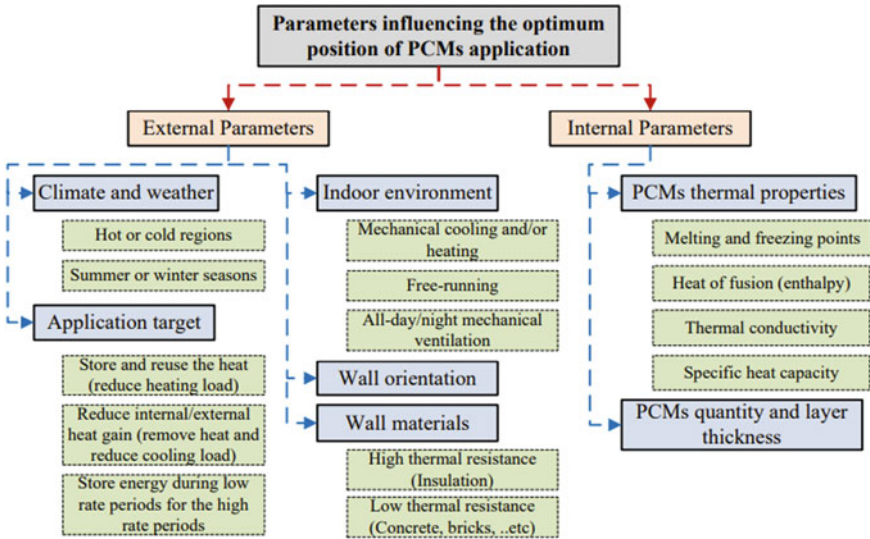 Parameters influencing the optimum
position of PCMs application
External Parameters
Internal Parameters
Climate and weather
Hot or cold regions
Summer or winter seasons
Application target
Store and reuse the heat
(reduce heating load)
Reduce internal/external
heat gain (remove heat and
reduce cooling load)
Store energy during low
rate periods for the high
rate periods
Indoor environment
Mechanical cooling and/or
heating
Free-running
All-day/night mechanical
ventilation
Wall orientation
Wall materials
High thermal resistance
(Insulation)
Low thermal resistance
(Concrete, bricks, ..etc)
PCMs thermal properties
Melting and freezing points
Heat of fusion (enthalpy)
Thermal conductivity
Specific heat capacity
PCMs quantity and layer
thickness